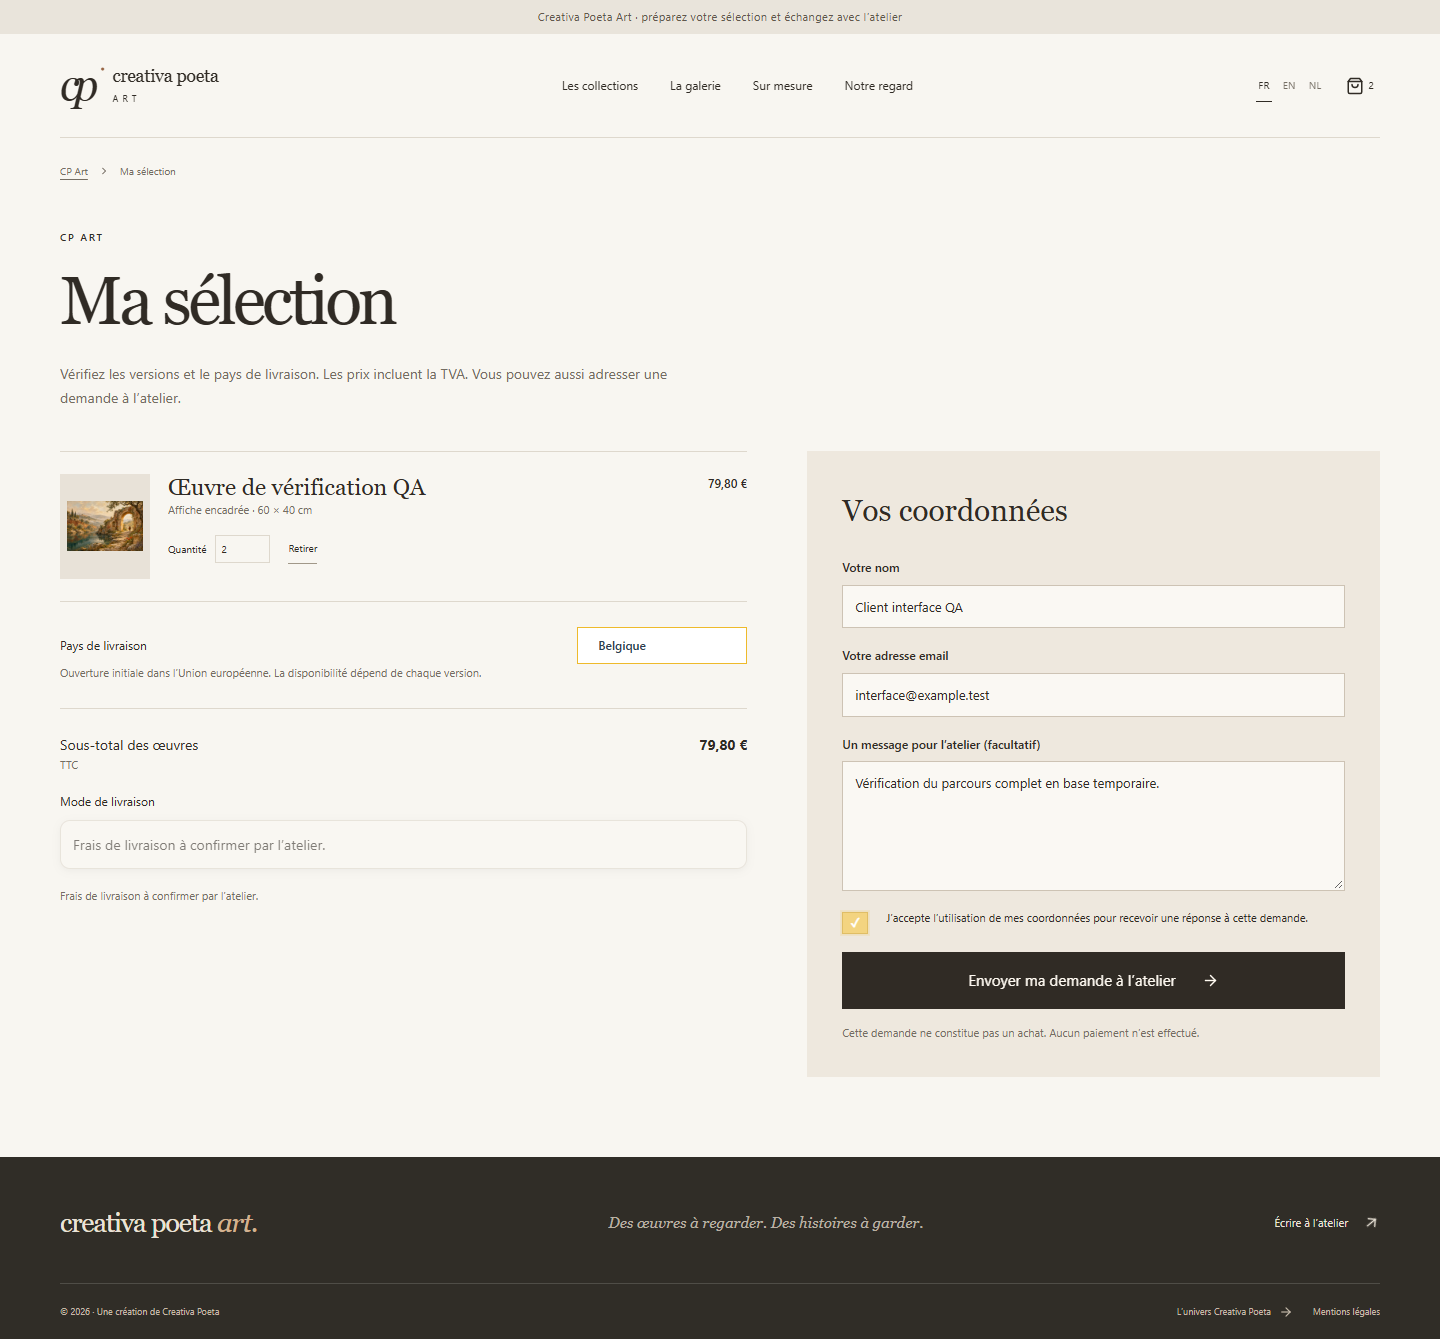 Creativa Poeta Art · préparez votre sélection et échangez avec l’atelier
cp
creativa poeta
ART
Les collections
La galerie
Sur mesure
Notre regard
FR
EN
NL
2
CP Art
Ma sélection
CP ART
Ma sélection
Vérifiez les versions et le pays de livraison. Les prix incluent la TVA. Vous pouvez aussi adresser une
demande à l’atelier.
Œuvre de vérification QA
79,80 €
Affiche encadrée · 60 × 40 cm
Quantité
2
Retirer
Pays de livraison
Belgique
Ouverture initiale dans l’Union européenne. La disponibilité dépend de chaque version.
Sous-total des œuvres
79,80 €
TTC
Mode de livraison
Frais de livraison à confirmer par l’atelier.
Frais de livraison à confirmer par l’atelier.
Vos coordonnées
Votre nom
Client interface QA
Votre adresse email
interface@example.test
Un message pour l’atelier (facultatif)
Vérification du parcours complet en base temporaire.
J’accepte l’utilisation de mes coordonnées pour recevoir une réponse à cette demande.
Envoyer ma demande à l’atelier
Cette demande ne constitue pas un achat. Aucun paiement n’est effectué.
creativa poeta art.
Des œuvres à regarder. Des histoires à garder.
Écrire à l’atelier
© 2026 · Une création de Creativa Poeta
L’univers Creativa Poeta
Mentions légales